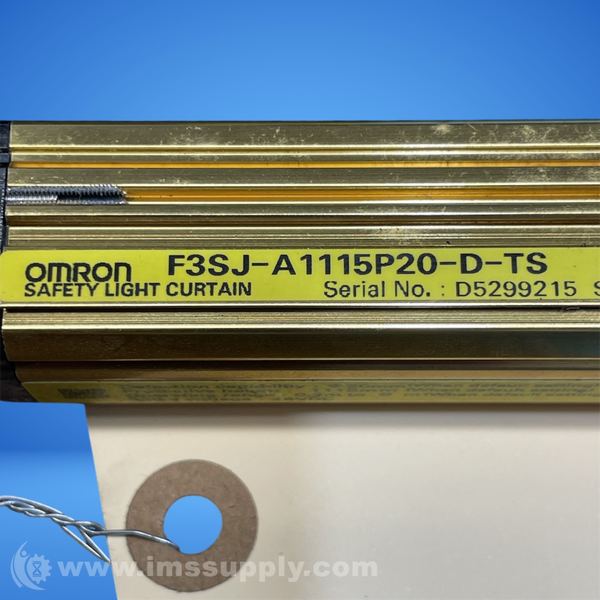 OMRON F3SJ-A1115P20-D-TS
SAFETY LIGHT CURTAIN Serial No. : D5299215 S
www.imssupply.com